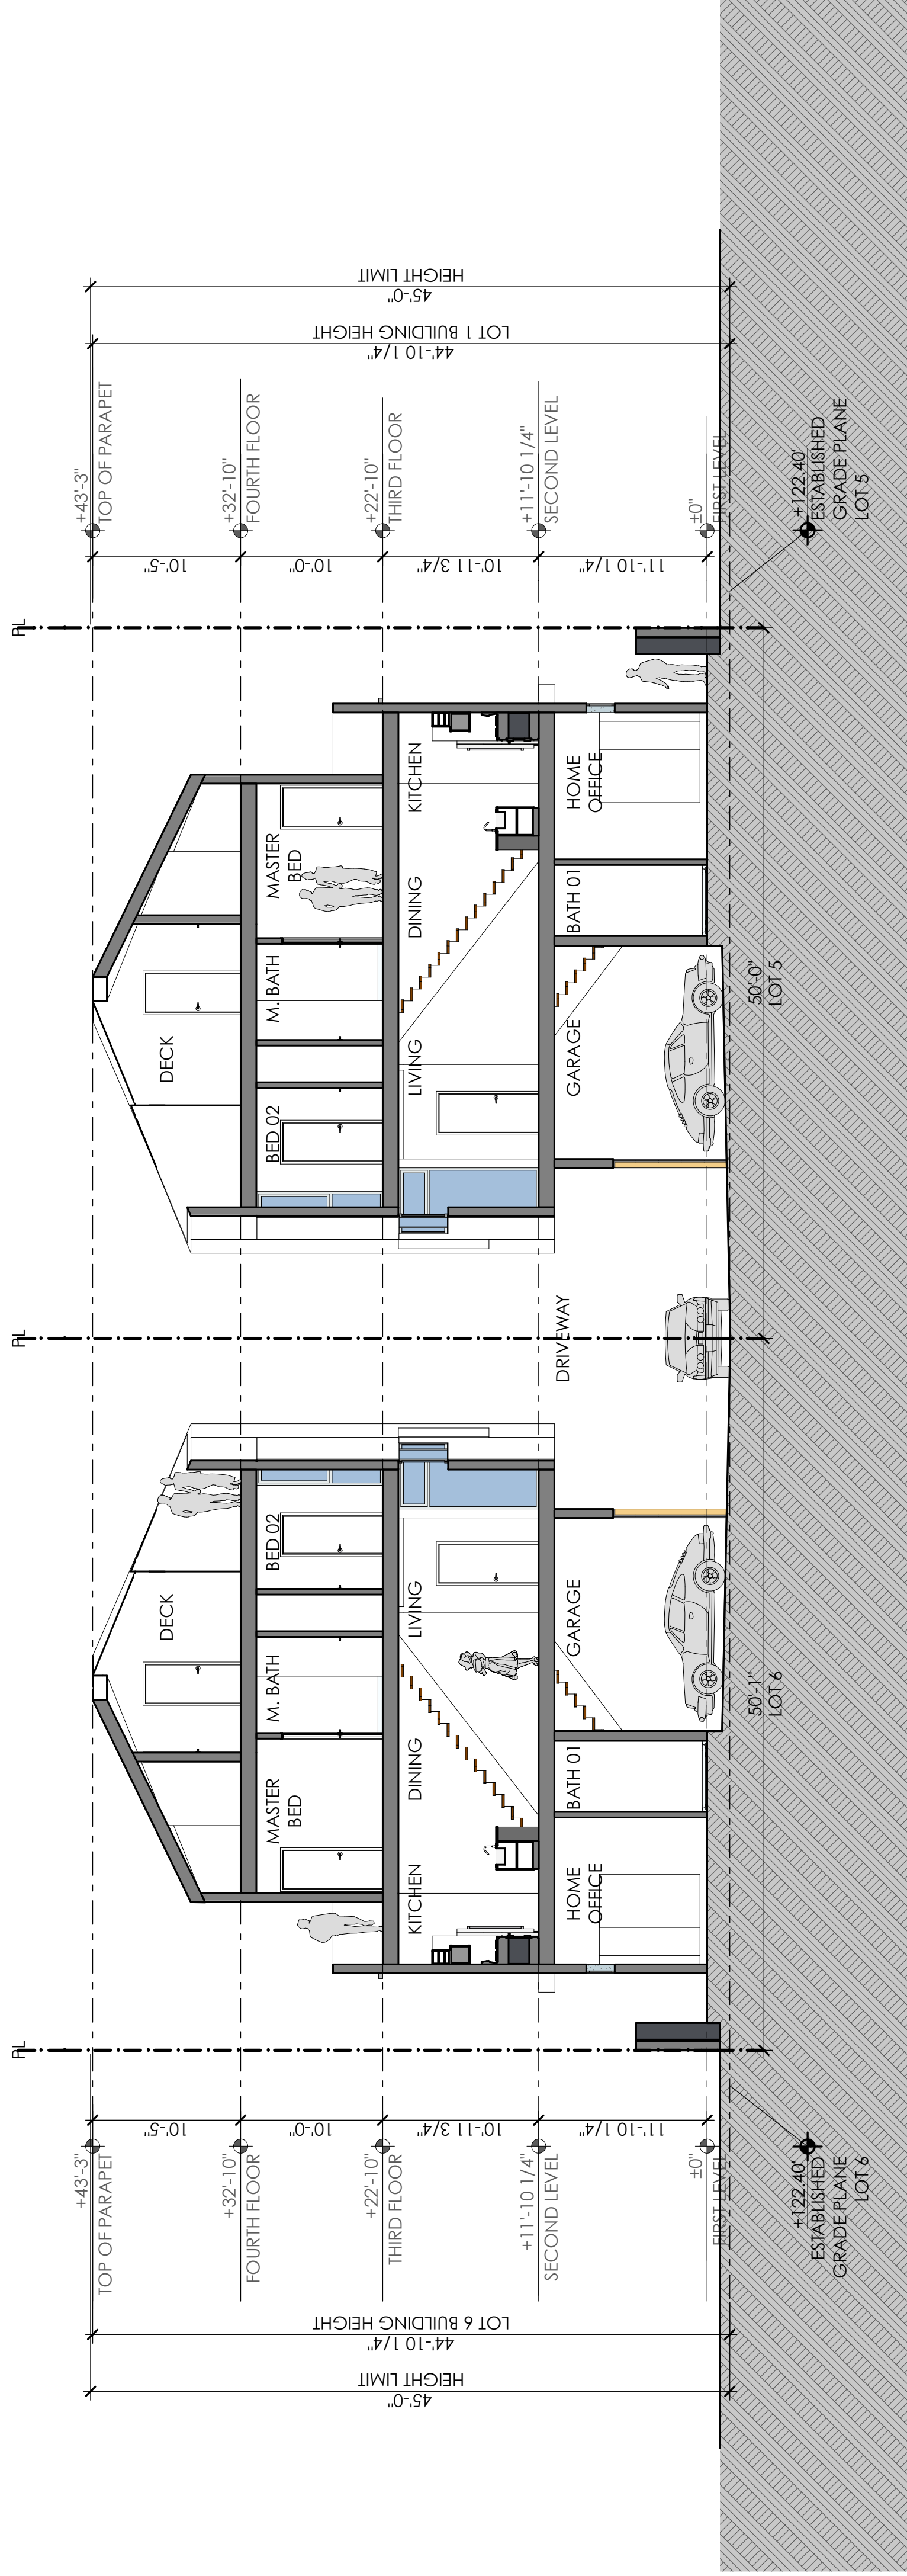 PL
PL
PL
HEIGHT LIMIT
45'-0"
LOT 6 BUILDING HEIGHT
44'-10 1/4"
+43'-3"
TOP OF PARAPET
+32'-10"
FOURTH FLOOR
+22'-10"
THIRD FLOOR
+11'-10 1/4"
SECOND LEVEL
±0"
FIRST LEVEL
+122.40'
ESTABLISHED
GRADE PLANE
LOT 6
10'-5"
10'-0"
10'-11 3/4"
11'-10 1/4"
DECK
MASTER
BED
M. BATH
BED 02
KITCHEN
DINING
LIVING
HOME
OFFICE
BATH 01
GARAGE
50'-1"
LOT 6
DRIVEWAY
DECK
BED 02
M. BATH
MASTER
BED
LIVING
DINING
KITCHEN
GARAGE
BATH 01
HOME
OFFICE
50'-0"
LOT 5
10'-5"
10'-0"
10'-11 3/4"
11'-10 1/4"
+43'-3"
TOP OF PARAPET
+32'-10"
FOURTH FLOOR
+22'-10"
THIRD FLOOR
+11'-10 1/4"
SECOND LEVEL
±0"
FIRST LEVEL
+122.40'
ESTABLISHED
GRADE PLANE
LOT 5
LOT 1 BUILDING HEIGHT
44'-10 1/4"
HEIGHT LIMIT
45'-0"